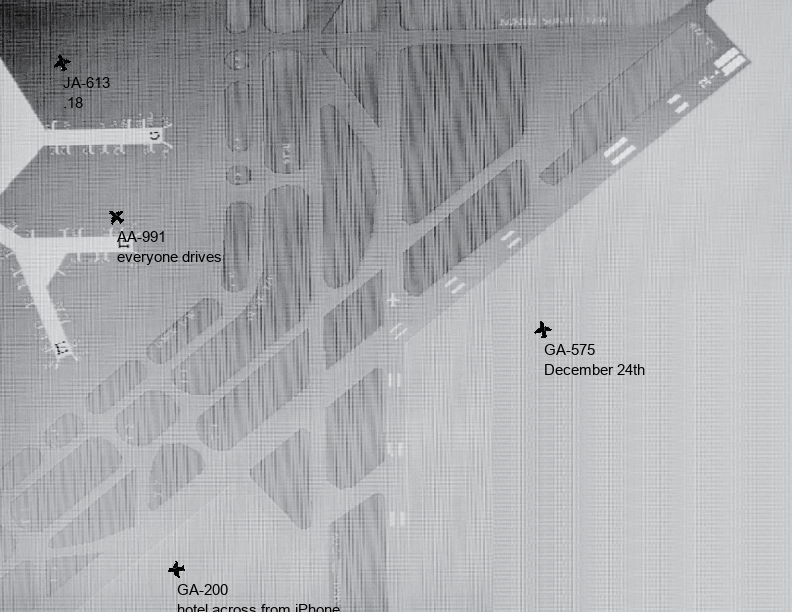 JA-613
.18
AA-991
everyone drives
GA-575
December 24th
GA-200
hotel across from iPhone